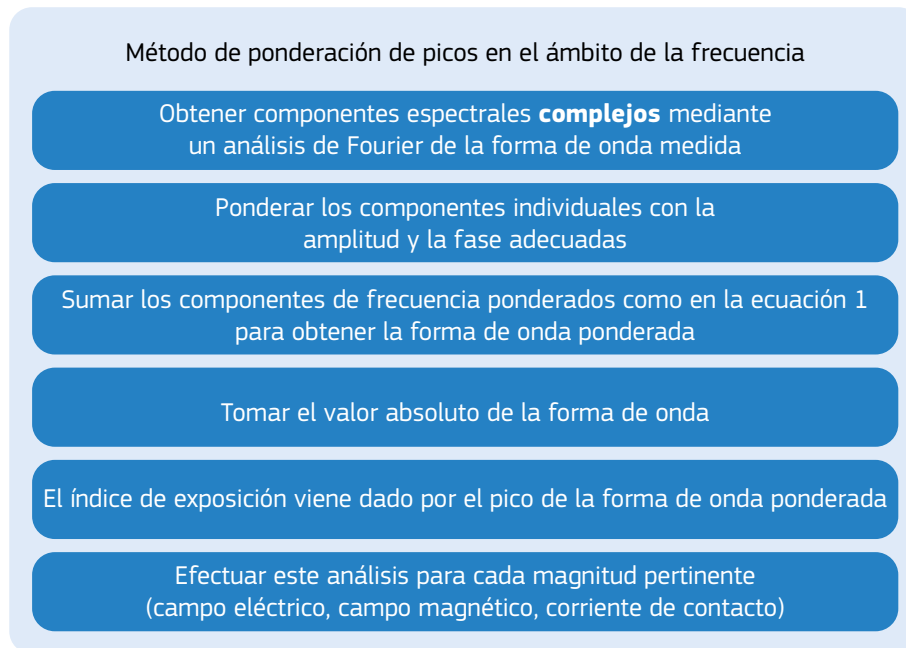 Método de ponderación de picos en el ámbito de la frecuencia
Obtener componentes espectrales complejos mediante
un análisis de Fourier de la forma de onda medida
Ponderar los componentes individuales con la
amplitud y la fase adecuadas
Sumar los componentes de frecuencia ponderados como en la ecuación 1
para obtener la forma de onda ponderada
Tomar el valor absoluto de la forma de onda
El índice de exposición viene dado por el pico de la forma de onda ponderada
Efectuar este análisis para cada magnitud pertinente
(campo eléctrico, campo magnético, corriente de contacto)